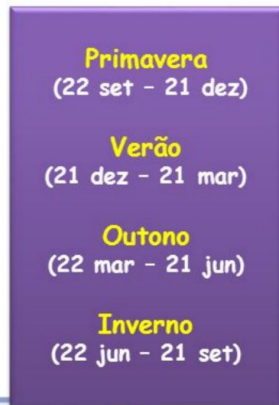 Primavera
(22 set – 21 dez)
Verão
(21 dez – 21 mar)
Outono
(22 mar – 21 jun)
Inverno
(22 jun – 21 set)